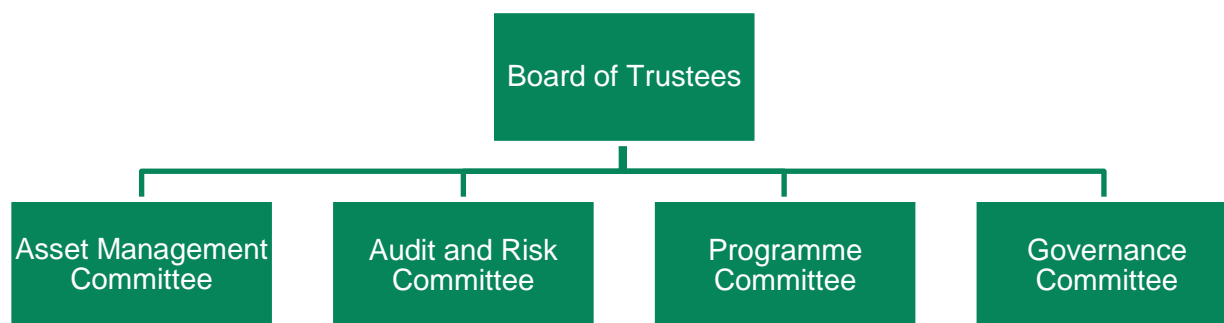 Board of Trustees
Asset Management
Committee
Audit and Risk
Committee
Programme
Committee
Governance
Committee